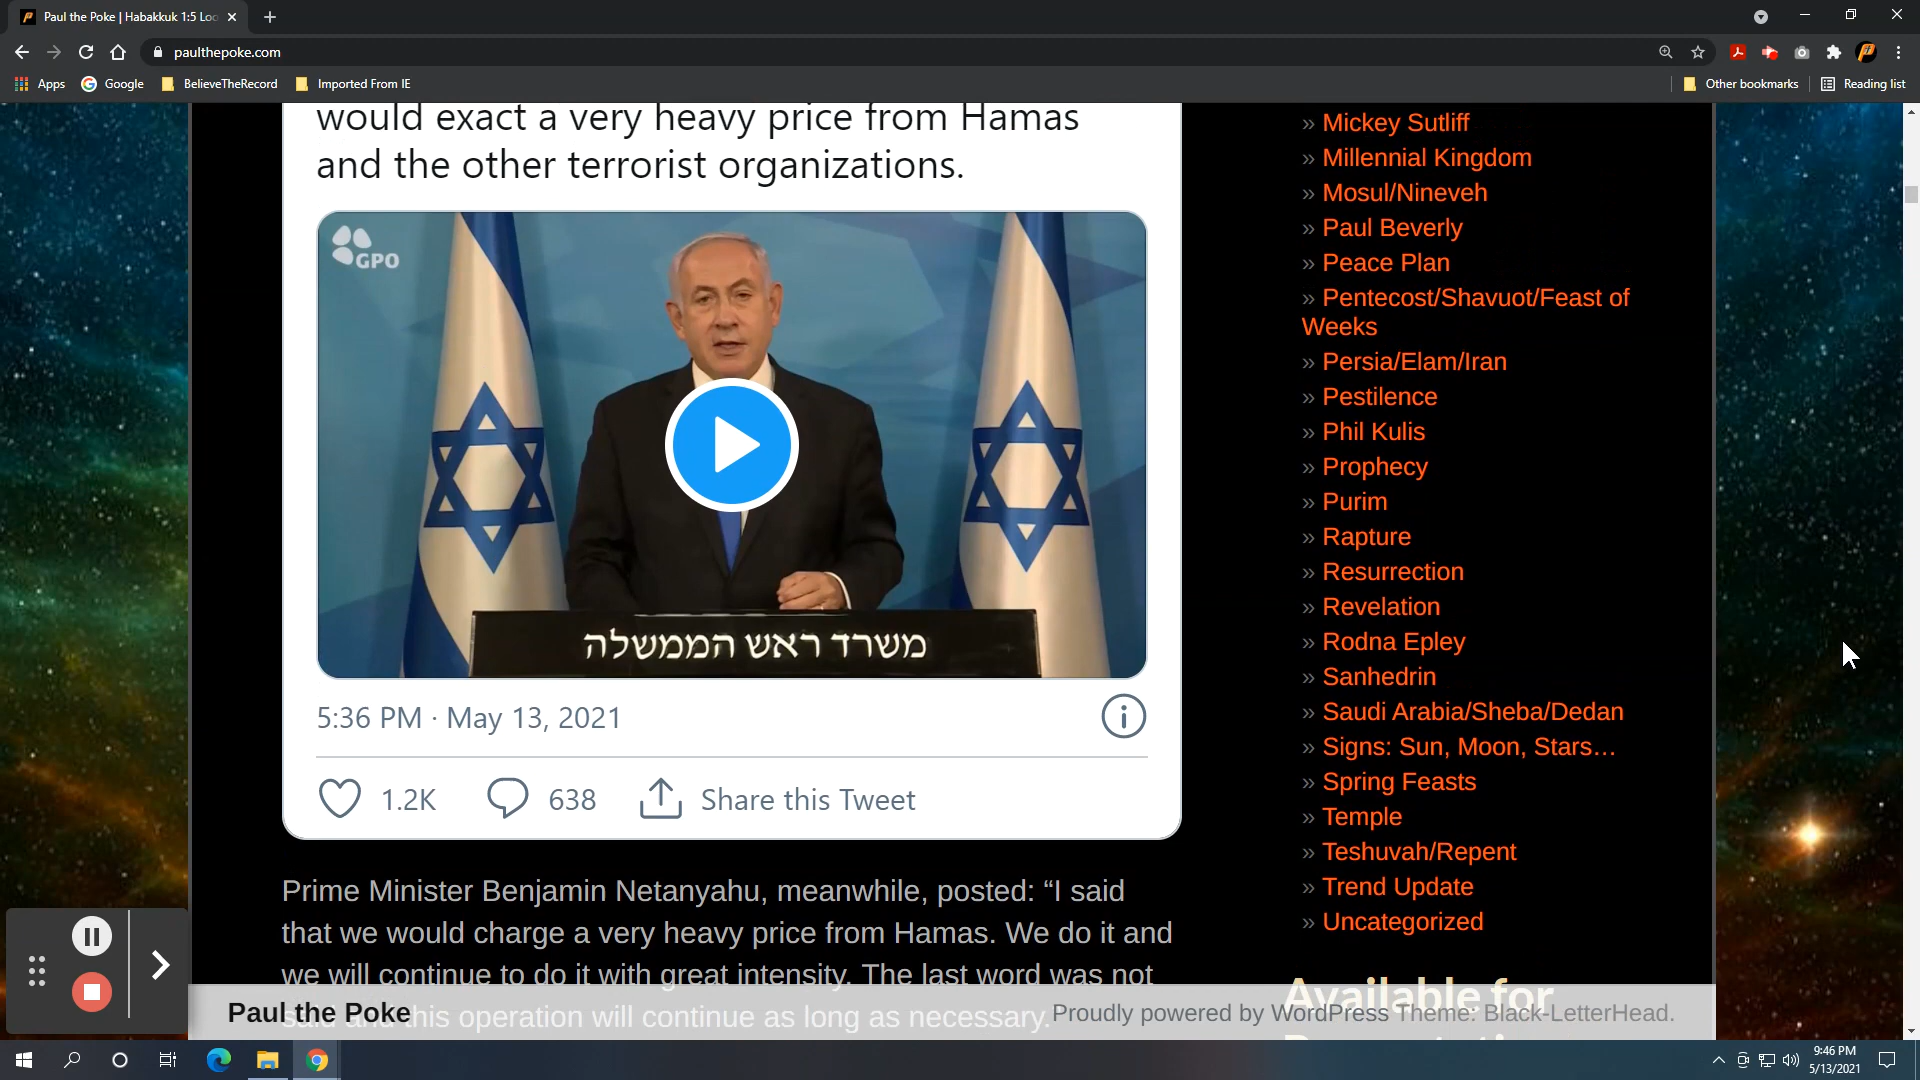 Paul the Poke | Habakkuk 1:5 Loo
paulthepoke.com
Apps
Google
BelieveTheRecord
Imported From IE
Other bookmarks
Reading list
would exact a very heavy price from Hamas
and the other terrorist organizations.
GPO
משרד ראש הממשלה
5:36 PM · May 13, 2021
1.2K
638
Share this Tweet
Prime Minister Benjamin Netanyahu, meanwhile, posted: “I said
that we would charge a very heavy price from Hamas. We do it and
we will continue to do it with great intensity. The last word was not
said and this operation will continue as long as necessary.
» Mickey Sutliff
» Millennial Kingdom
» Mosul/Nineveh
» Paul Beverly
» Peace Plan
» Pentecost/Shavuot/Feast of
Weeks
» Persia/Elam/Iran
» Pestilence
» Phil Kulis
» Prophecy
» Purim
» Rapture
» Resurrection
» Revelation
» Rodna Epley
» Sanhedrin
» Saudi Arabia/Sheba/Dedan
» Signs: Sun, Moon, Stars…
» Spring Feasts
» Temple
» Teshuvah/Repent
» Trend Update
» Uncategorized
Available for
Paul the Poke
Proudly powered by WordPress Theme: Black-LetterHead.
9:46 PM
5/13/2021